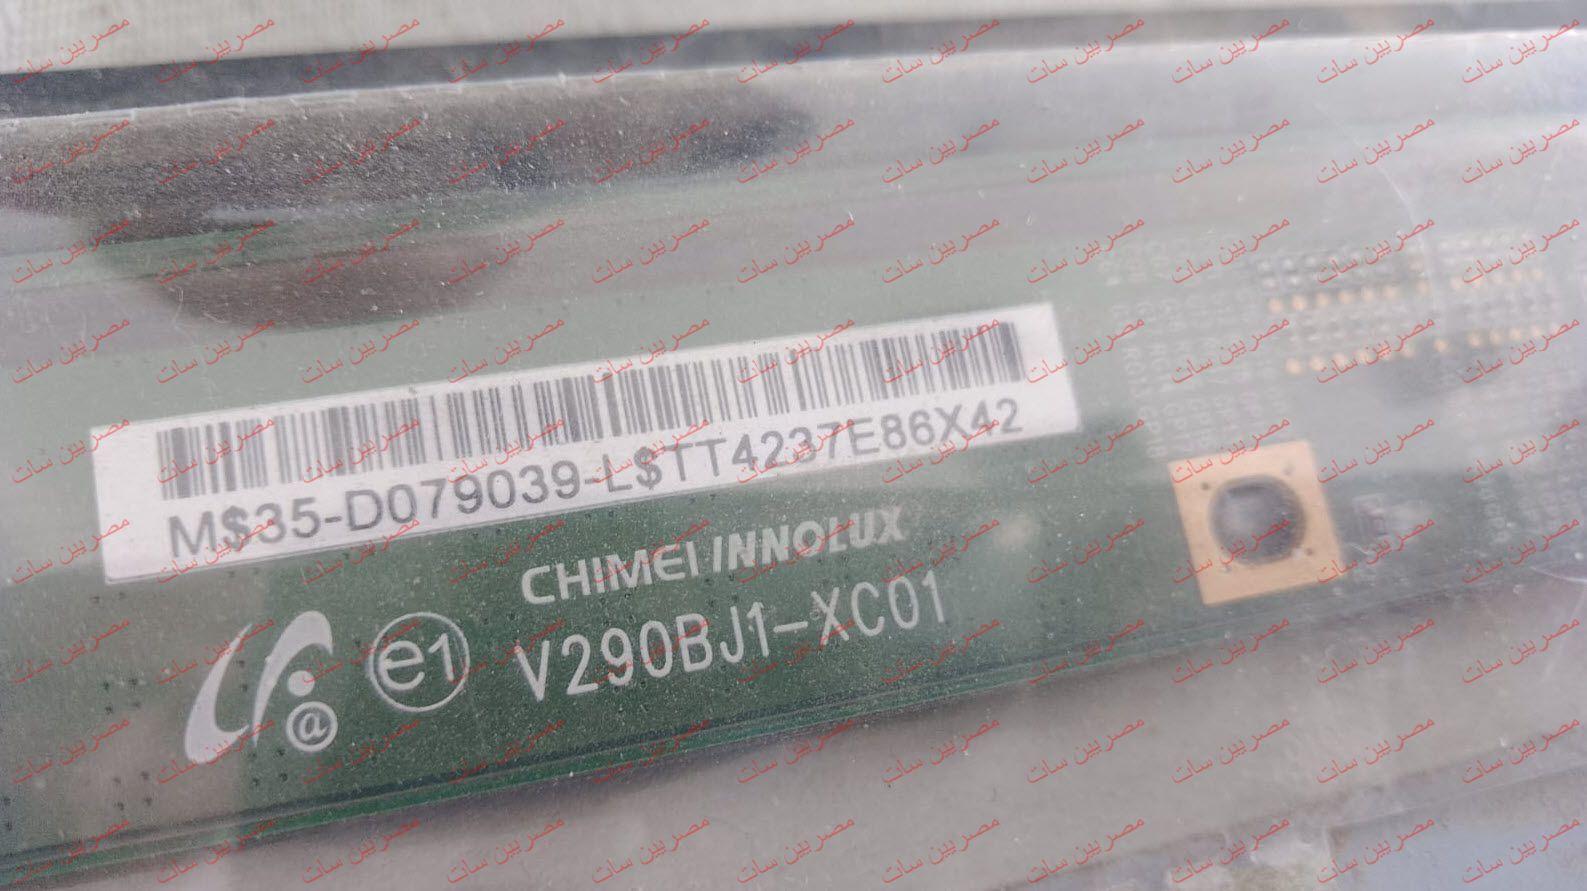 M$35-D079039-L$TT4237E86X42
CHIMEI INNOLUX
e1 V290BJ1-XC01
@
مصريين سات